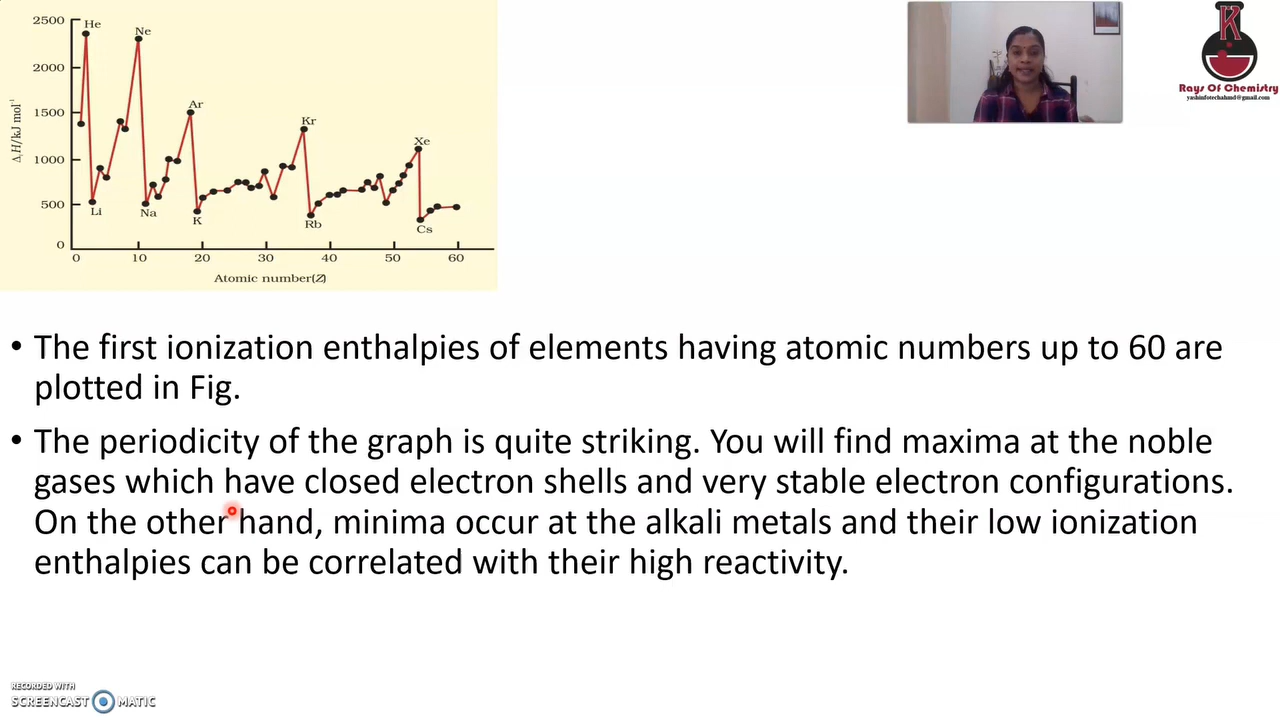 2500
2000
1500
1000
500
0
ΔᵢH/kJ mol⁻¹
He
Ne
Ar
Kr
Xe
Li
Na
K
Rb
Cs
0 10 20 30 40 50 60
Atomic number(Z)
K
Rays Of Chemistry
yashinfotechahmd@gmail.com
• The first ionization enthalpies of elements having atomic numbers up to 60 are
plotted in Fig.
• The periodicity of the graph is quite striking. You will find maxima at the noble
gases which have closed electron shells and very stable electron configurations.
On the other hand, minima occur at the alkali metals and their low ionization
enthalpies can be correlated with their high reactivity.
RECORDED WITH
SCREENCAST MATIC